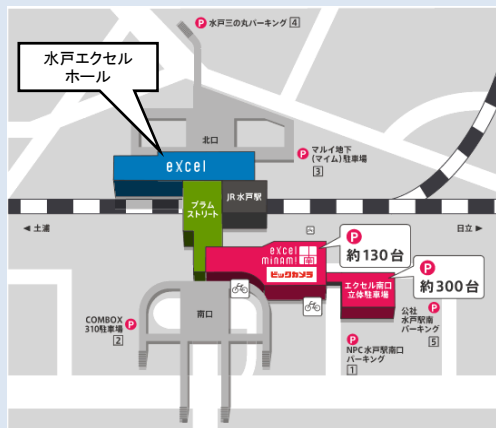 P 水戸三の丸パーキング 4
水戸エクセル
ホール
北口
excel
P マルイ地下
(マイム)駐車場
3
プラム
ストリート
JR水戸駅
◀ 土浦
日立 ▶
excel
minami 南
ビックカメラ
P
約130台
P
約300台
エクセル南口
立体駐車場
COMBOX
310駐車場
2
P
南口
公社
水戸駅南
パーキング
5
P
P
NPC水戸駅南口
パーキング
1